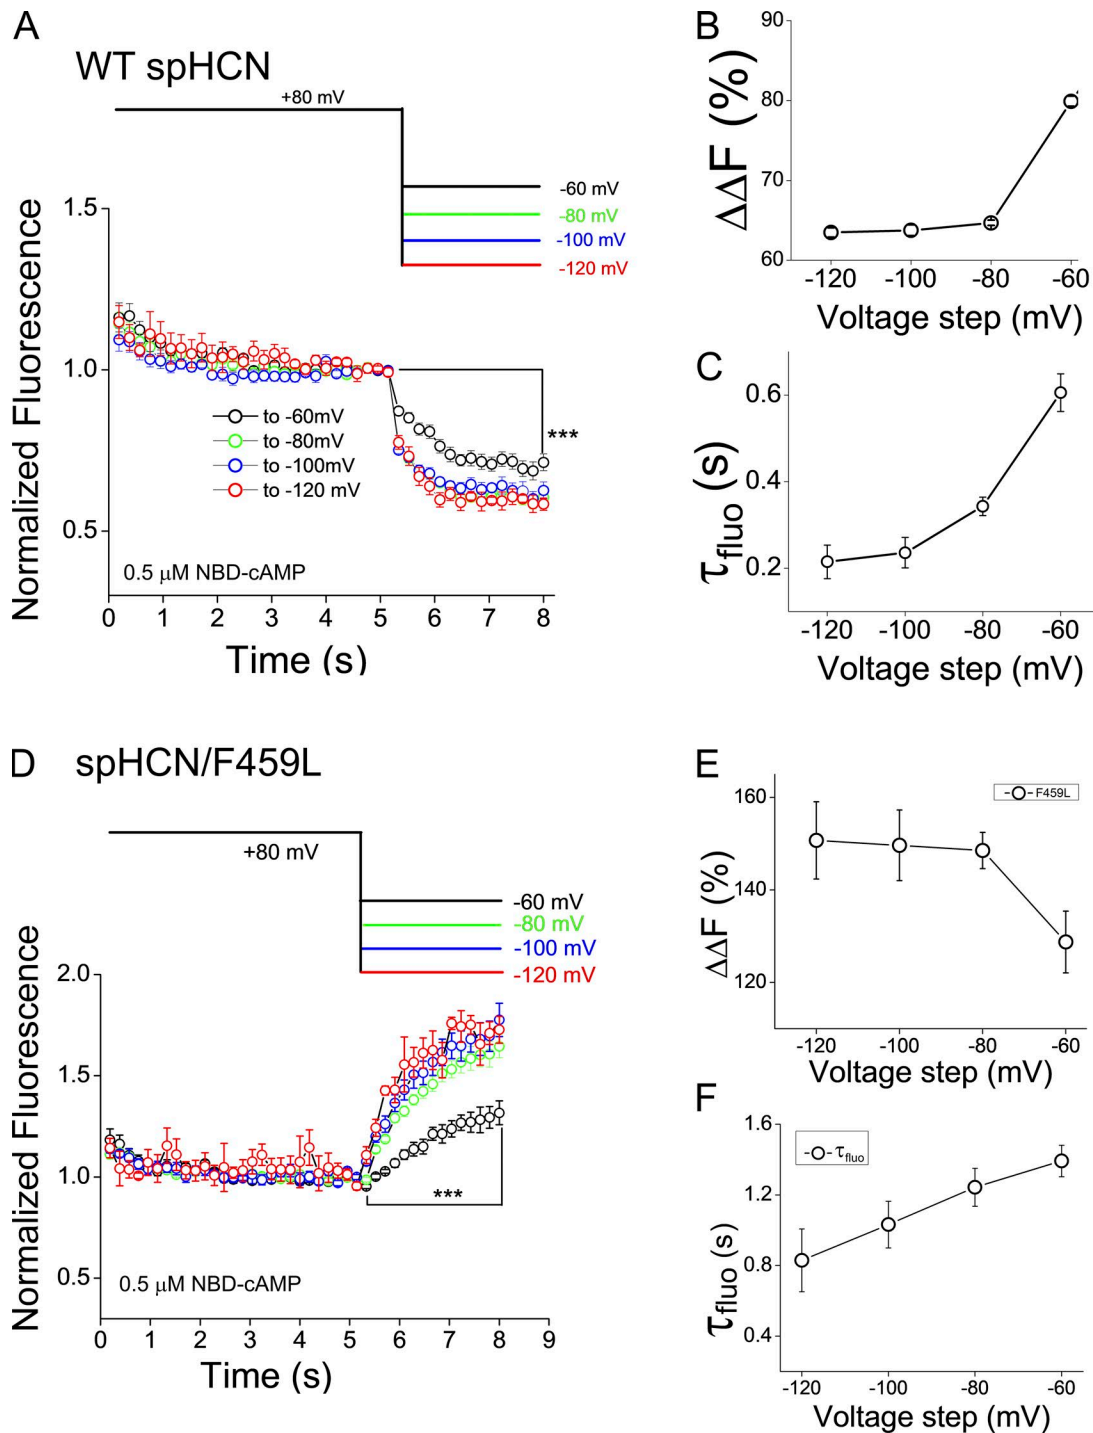 A
WT spHCN
+80 mV
-60 mV
-80 mV
-100 mV
-120 mV
Normalized Fluorescence
1.5
1.0
0.5
to -60mV
to -80mV
to -100mV
to -120 mV
***
0.5 µM NBD-cAMP
0 1 2 3 4 5 6 7 8
Time (s)
B
ΔΔF (%)
90
80
70
60
-120 -100 -80 -60
Voltage step (mV)
C
τfluo (s)
0.6
0.4
0.2
-120 -100 -80 -60
Voltage step (mV)
D spHCN/F459L
+80 mV
-60 mV
-80 mV
-100 mV
-120 mV
Normalized Fluorescence
2.0
1.5
1.0
0.5
***
0.5 µM NBD-cAMP
0 1 2 3 4 5 6 7 8 9
Time (s)
E
F459L
ΔΔF (%)
160
140
120
-120 -100 -80 -60
Voltage step (mV)
F
τfluo
τfluo (s)
1.6
1.2
0.8
0.4
-120 -100 -80 -60
Voltage step (mV)